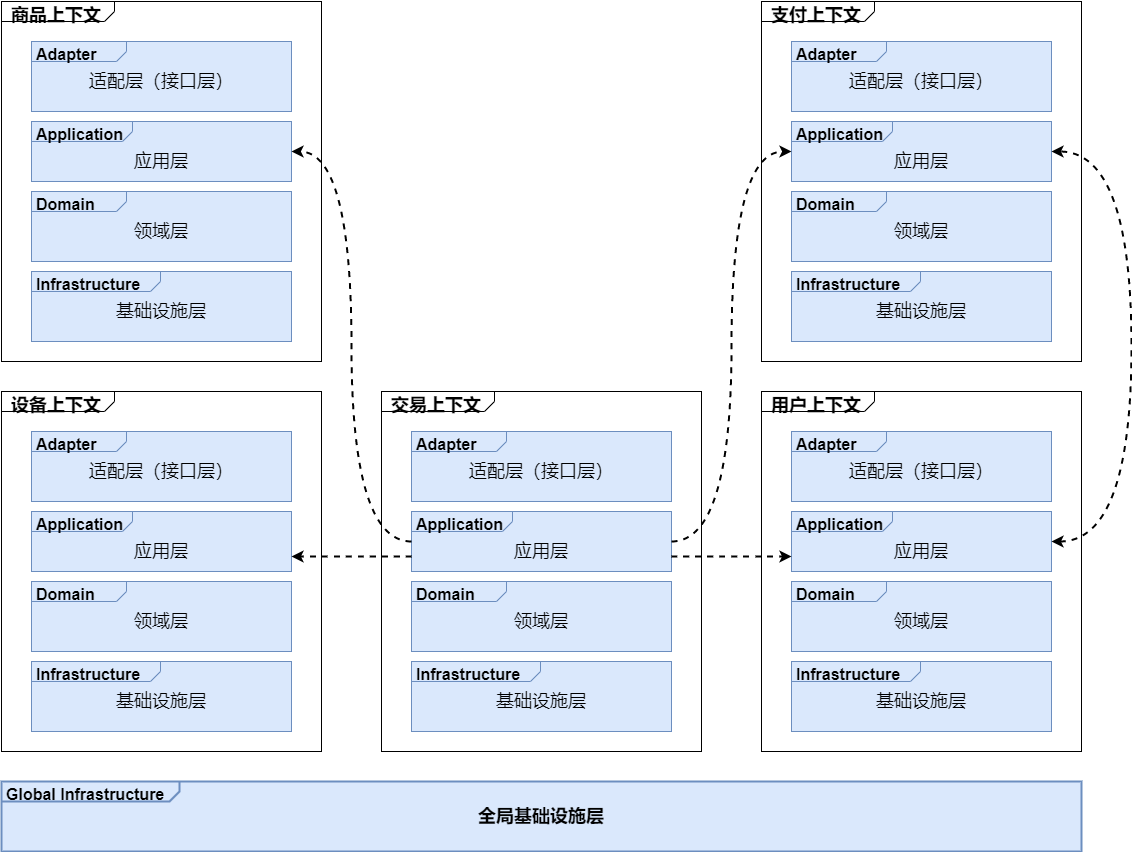 商品上下文
Adapter
适配层（接口层）
Application
应用层
Domain
领域层
Infrastructure
基础设施层
支付上下文
Adapter
适配层（接口层）
Application
应用层
Domain
领域层
Infrastructure
基础设施层
设备上下文
Adapter
适配层（接口层）
Application
应用层
Domain
领域层
Infrastructure
基础设施层
交易上下文
Adapter
适配层（接口层）
Application
应用层
Domain
领域层
Infrastructure
基础设施层
用户上下文
Adapter
适配层（接口层）
Application
应用层
Domain
领域层
Infrastructure
基础设施层
Global Infrastructure
全局基础设施层